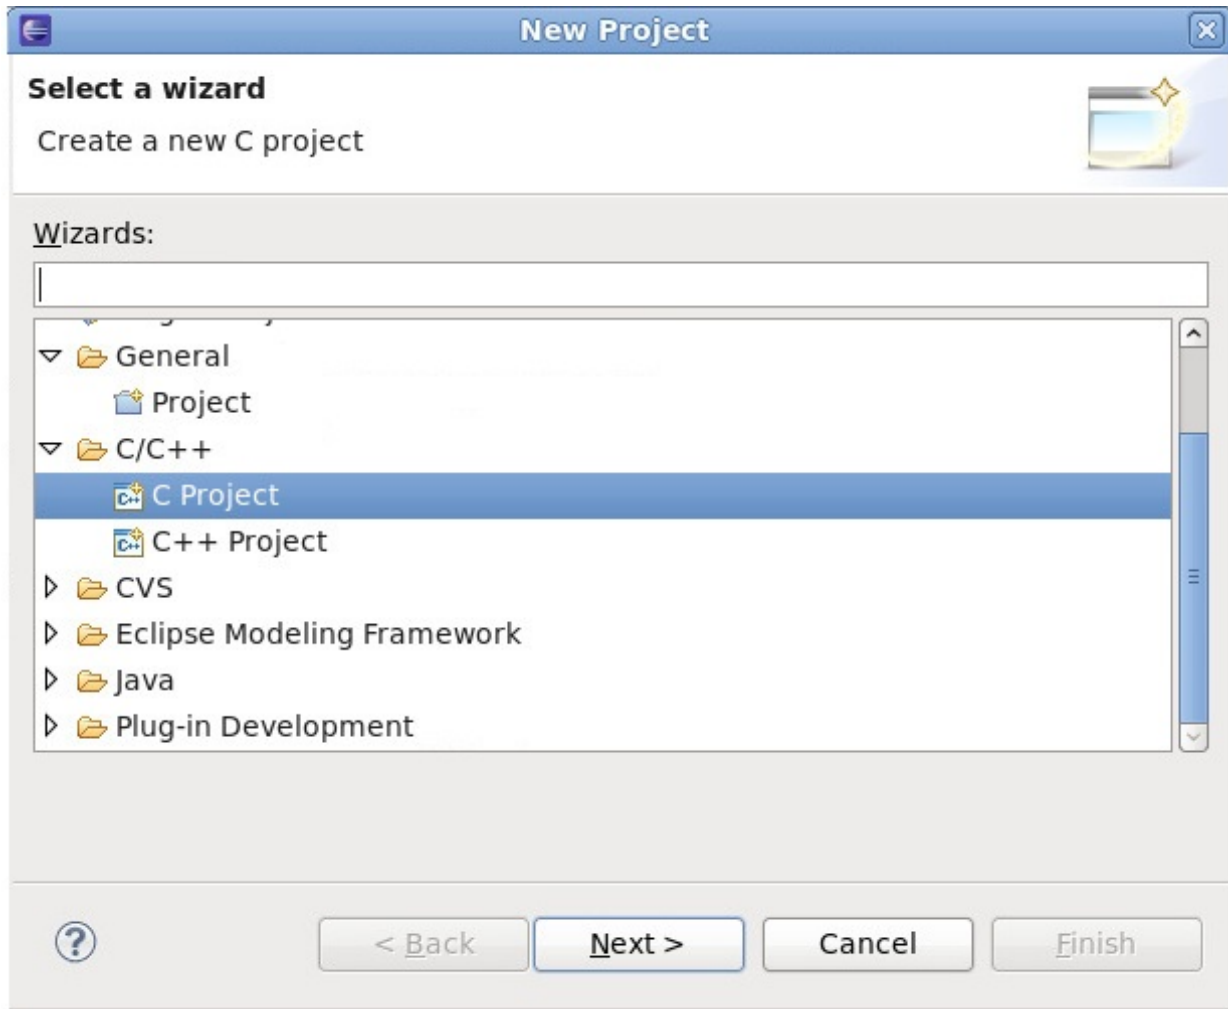 New Project
Select a wizard
Create a new C project
Wizards:
General
Project
C/C++
C Project
C++ Project
CVS
Eclipse Modeling Framework
Java
Plug-in Development
< Back Next > Cancel Finish